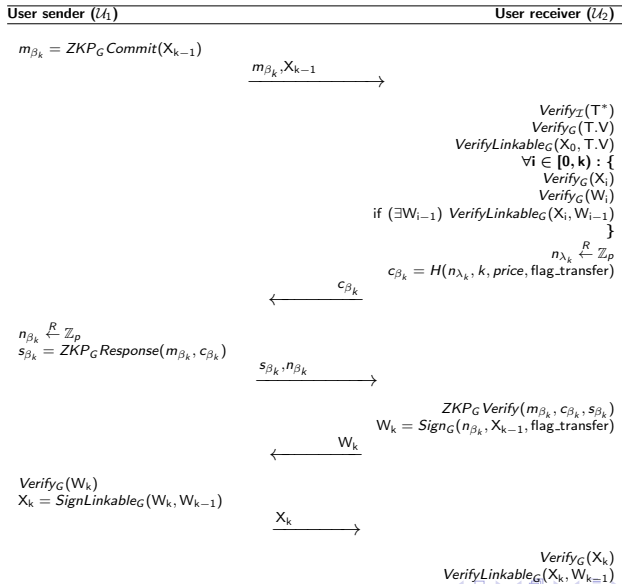 User sender (𝒰₁) User receiver (𝒰₂)
m_{β_k} = ZKP_G Commit(X_{k−1})
m_{β_k}, X_{k−1}
Verify_ℐ(T*)
Verify_G(T.V)
VerifyLinkable_G(X_0, T.V)
∀i ∈ [0, k) : {
Verify_G(X_i)
Verify_G(W_i)
if (∃W_{i−1}) VerifyLinkable_G(X_i, W_{i−1})
}
n_{λ_k} ←^R ℤ_p
c_{β_k} = H(n_{λ_k}, k, price, flag_transfer)
c_{β_k}
n_{β_k} ←^R ℤ_p
s_{β_k} = ZKP_G Response(m_{β_k}, c_{β_k})
s_{β_k}, n_{β_k}
ZKP_G Verify(m_{β_k}, c_{β_k}, s_{β_k})
W_k = Sign_G(n_{β_k}, X_{k−1}, flag_transfer)
W_k
Verify_G(W_k)
X_k = SignLinkable_G(W_k, W_{k−1})
X_k
Verify_G(X_k)
VerifyLinkable_G(X_k, W_{k−1})